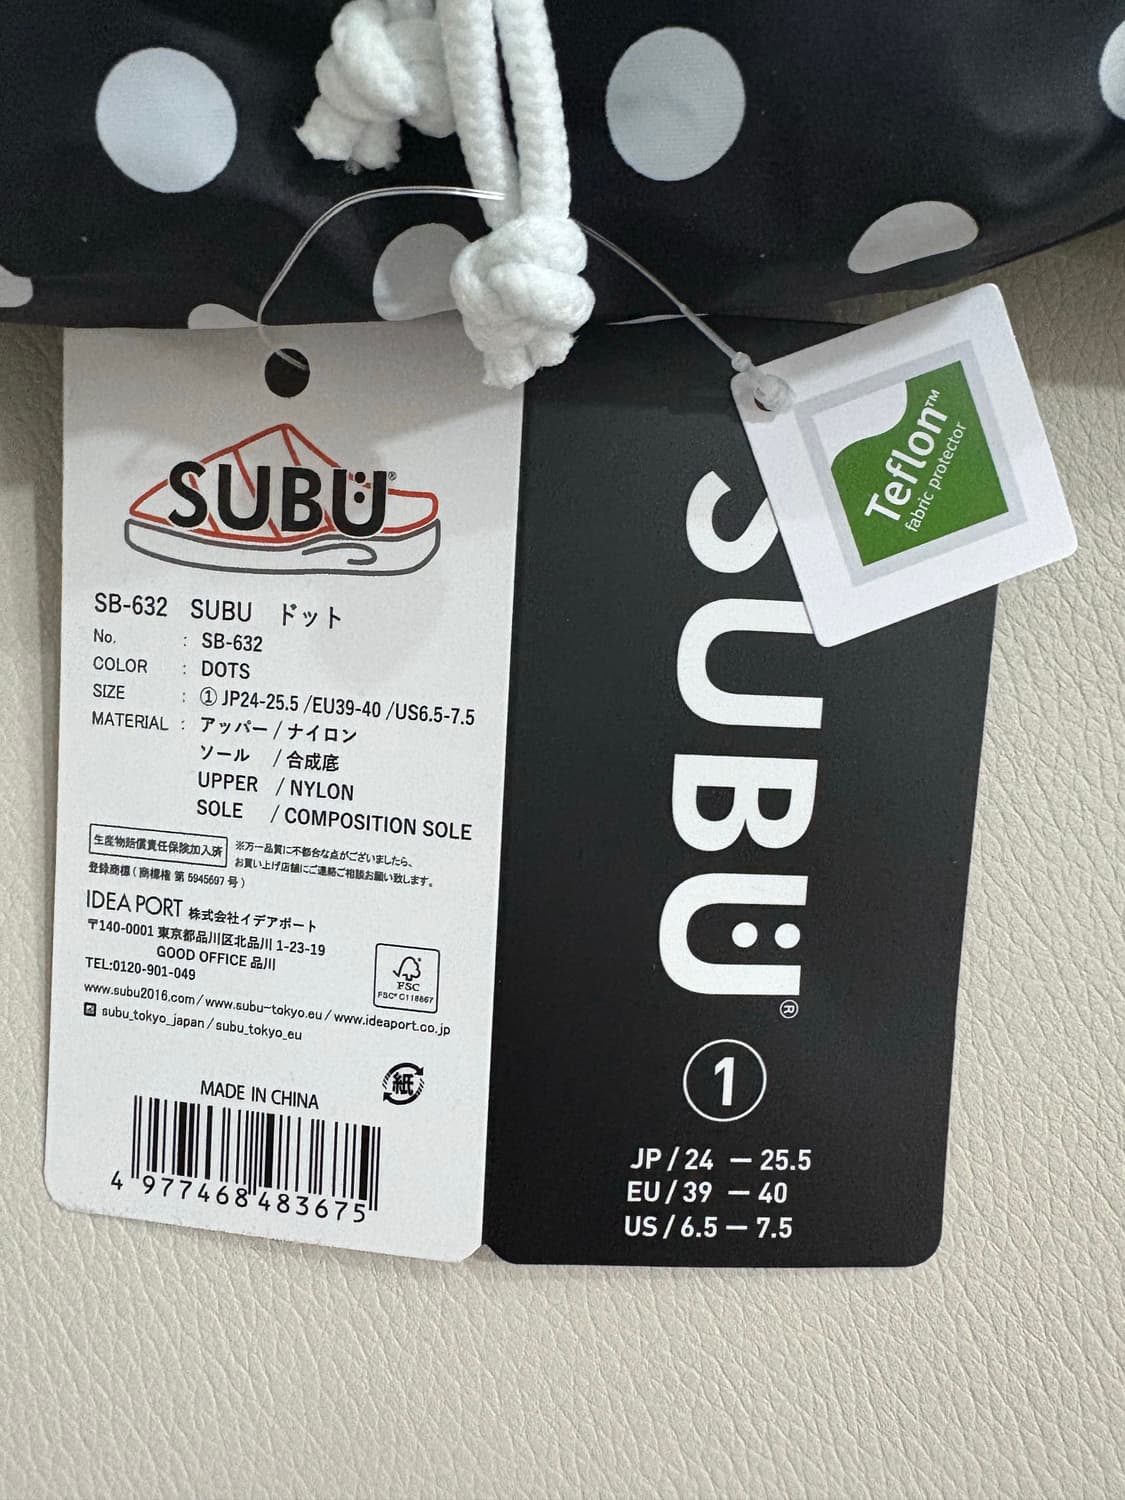 SUBU®
SB-632 SUBU ドット
No. : SB-632
COLOR : DOTS
SIZE : ① JP24-25.5 /EU39-40 /US6.5-7.5
MATERIAL : アッパー / ナイロン
ソール / 合成底
UPPER / NYLON
SOLE / COMPOSITION SOLE
生産物賠償責任保険加入済
※万一品質に不都合な点がございましたら、
お買い上げ店舗にご連絡ご相談お願い致します。
登録商標 ( 商標権 第 5945697 号 )
IDEA PORT 株式会社イデアポート
〒140-0001 東京都品川区北品川 1-23-19
GOOD OFFICE 品川
TEL:0120-901-049
FSC
FSC® C118867
www.subu2016.com / www.subu-tokyo.eu / www.ideaport.co.jp
subu_tokyo_japan / subu_tokyo_eu
紙
MADE IN CHINA
4 977468 483675
SUBU®
①
JP / 24 — 25.5
EU / 39 — 40
US / 6.5 — 7.5
Teflon™
fabric protector